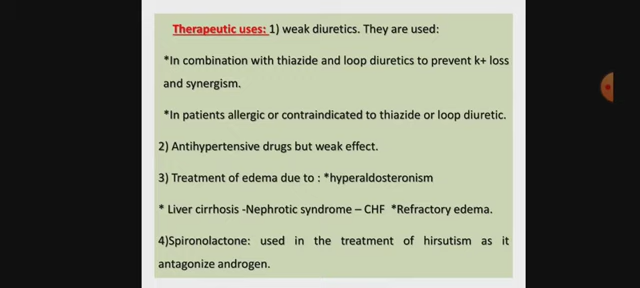 Therapeutic uses: 1) weak diuretics. They are used:
*In combination with thiazide and loop diuretics to prevent k+ loss
and synergism.
*In patients allergic or contraindicated to thiazide or loop diuretic.
2) Antihypertensive drugs but weak effect.
3) Treatment of edema due to : *hyperaldosteronism
* Liver cirrhosis -Nephrotic syndrome – CHF *Refractory edema.
4)Spironolactone: used in the treatment of hirsutism as it
antagonize androgen.